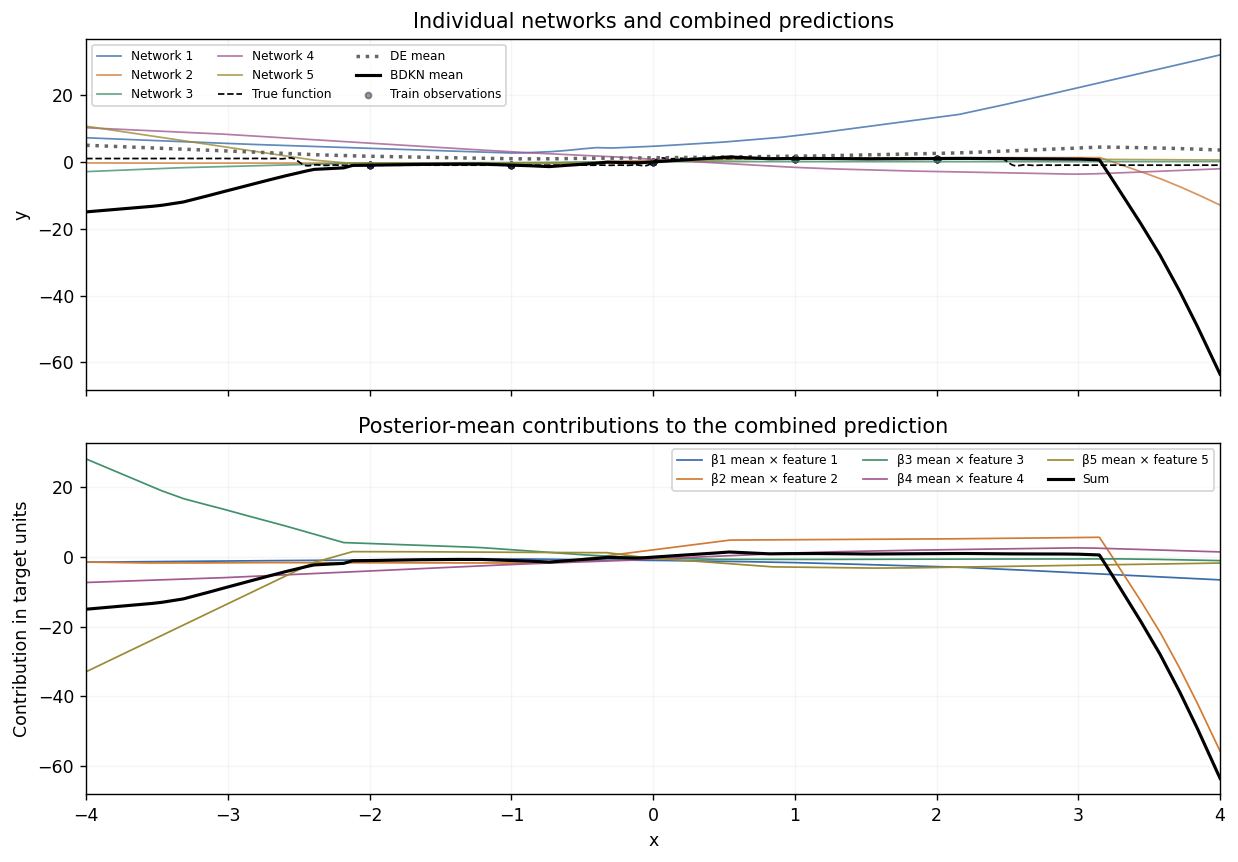 Individual networks and combined predictions
Network 1
Network 2
Network 3
Network 4
Network 5
True function
DE mean
BDKN mean
Train observations
20
0
−20
−40
−60
y
Posterior-mean contributions to the combined prediction
β1 mean × feature 1
β2 mean × feature 2
β3 mean × feature 3
β4 mean × feature 4
β5 mean × feature 5
Sum
20
0
−20
−40
−60
Contribution in target units
−4 −3 −2 −1 0 1 2 3 4
x